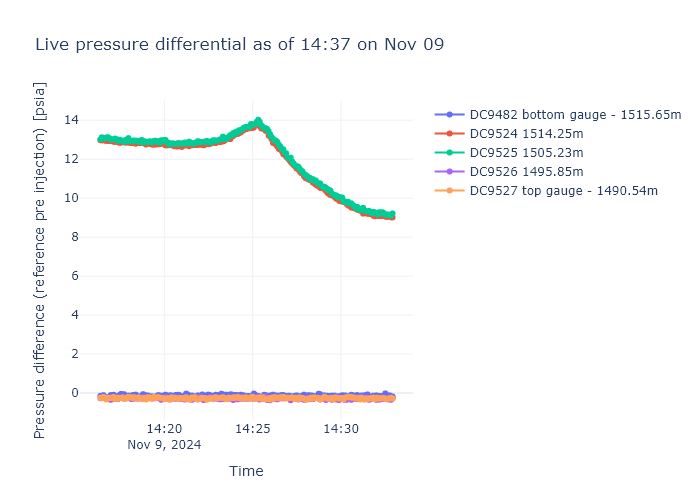 Live pressure differential as of 14:37 on Nov 09
Pressure difference (reference pre injection) [psia]
14
12
10
8
6
4
2
0
14:20
Nov 9, 2024
14:25
14:30
Time
DC9482 bottom gauge - 1515.65m
DC9524 1514.25m
DC9525 1505.23m
DC9526 1495.85m
DC9527 top gauge - 1490.54m